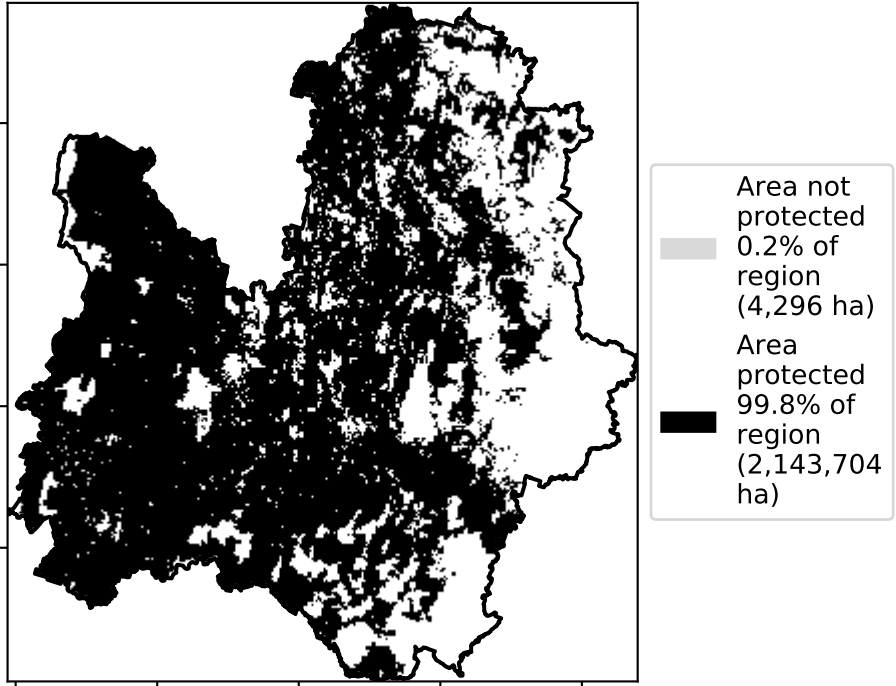 Area not
protected
0.2% of
region
(4,296 ha)
Area
protected
99.8% of
region
(2,143,704
ha)